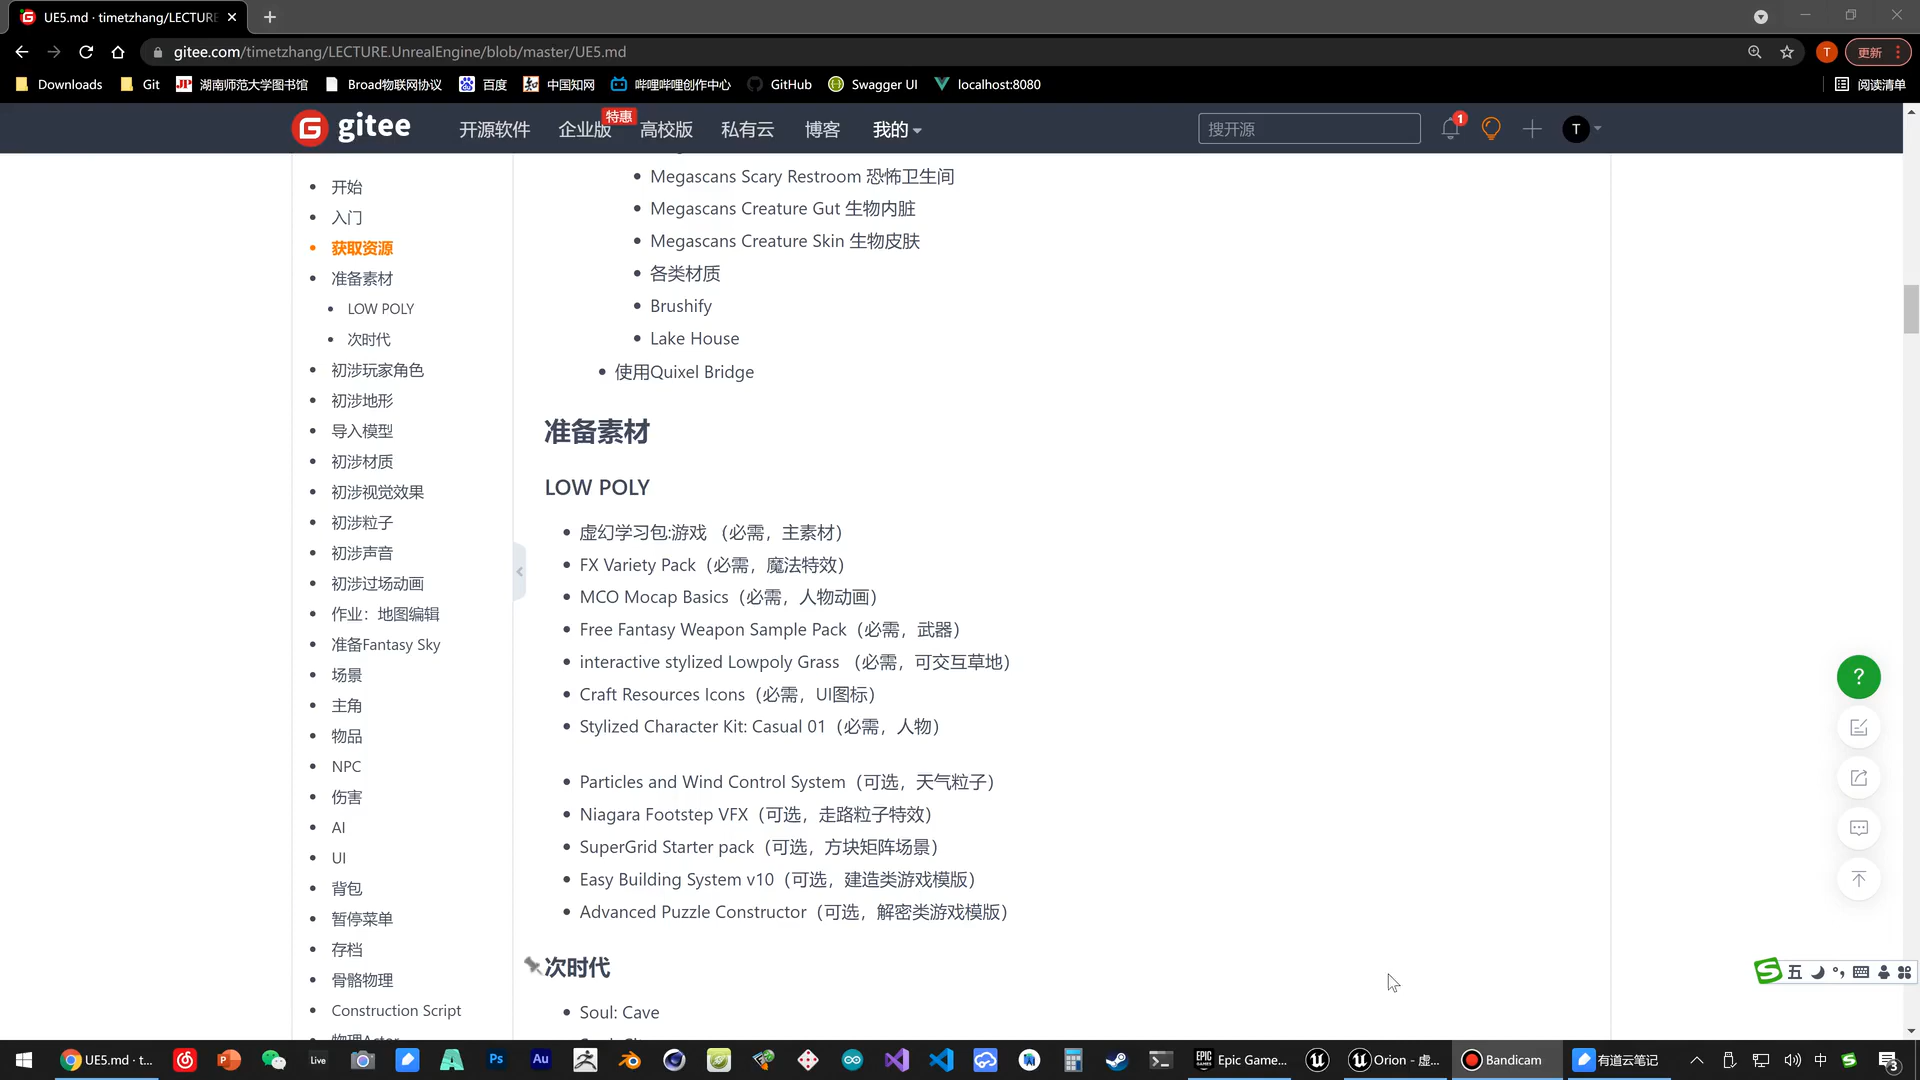 UE5.md · timetzhang/LECTURE
gitee.com/timetzhang/LECTURE.UnrealEngine/blob/master/UE5.md
T
更新
Downloads
Git
湖南师范大学图书馆
Broad物联网协议
百度
中国知网
哔哩哔哩创作中心
GitHub
Swagger UI
localhost:8080
阅读清单
gitee
开源软件
企业版
特惠
高校版
私有云
博客
我的
搜开源
1
T
开始
入门
获取资源
准备素材
LOW POLY
次时代
初涉玩家角色
初涉地形
导入模型
初涉材质
初涉视觉效果
初涉粒子
初涉声音
初涉过场动画
作业：地图编辑
准备Fantasy Sky
场景
主角
物品
NPC
伤害
AI
UI
背包
暂停菜单
存档
骨骼物理
Construction Script
Megascans Scary Restroom 恐怖卫生间
Megascans Creature Gut 生物内脏
Megascans Creature Skin 生物皮肤
各类材质
Brushify
Lake House
使用Quixel Bridge
准备素材
LOW POLY
虚幻学习包:游戏 （必需，主素材）
FX Variety Pack（必需，魔法特效）
MCO Mocap Basics（必需，人物动画）
Free Fantasy Weapon Sample Pack（必需，武器）
interactive stylized Lowpoly Grass （必需，可交互草地）
Craft Resources Icons（必需，UI图标）
Stylized Character Kit: Casual 01（必需，人物）
Particles and Wind Control System（可选，天气粒子）
Niagara Footstep VFX（可选，走路粒子特效）
SuperGrid Starter pack（可选，方块矩阵场景）
Easy Building System v10（可选，建造类游戏模版）
Advanced Puzzle Constructor（可选，解密类游戏模版）
次时代
Soul: Cave
?
五
UE5.md · t...
Live
Ps
Au
Epic Game...
Orion - 虚...
Bandicam
有道云笔记
中
3